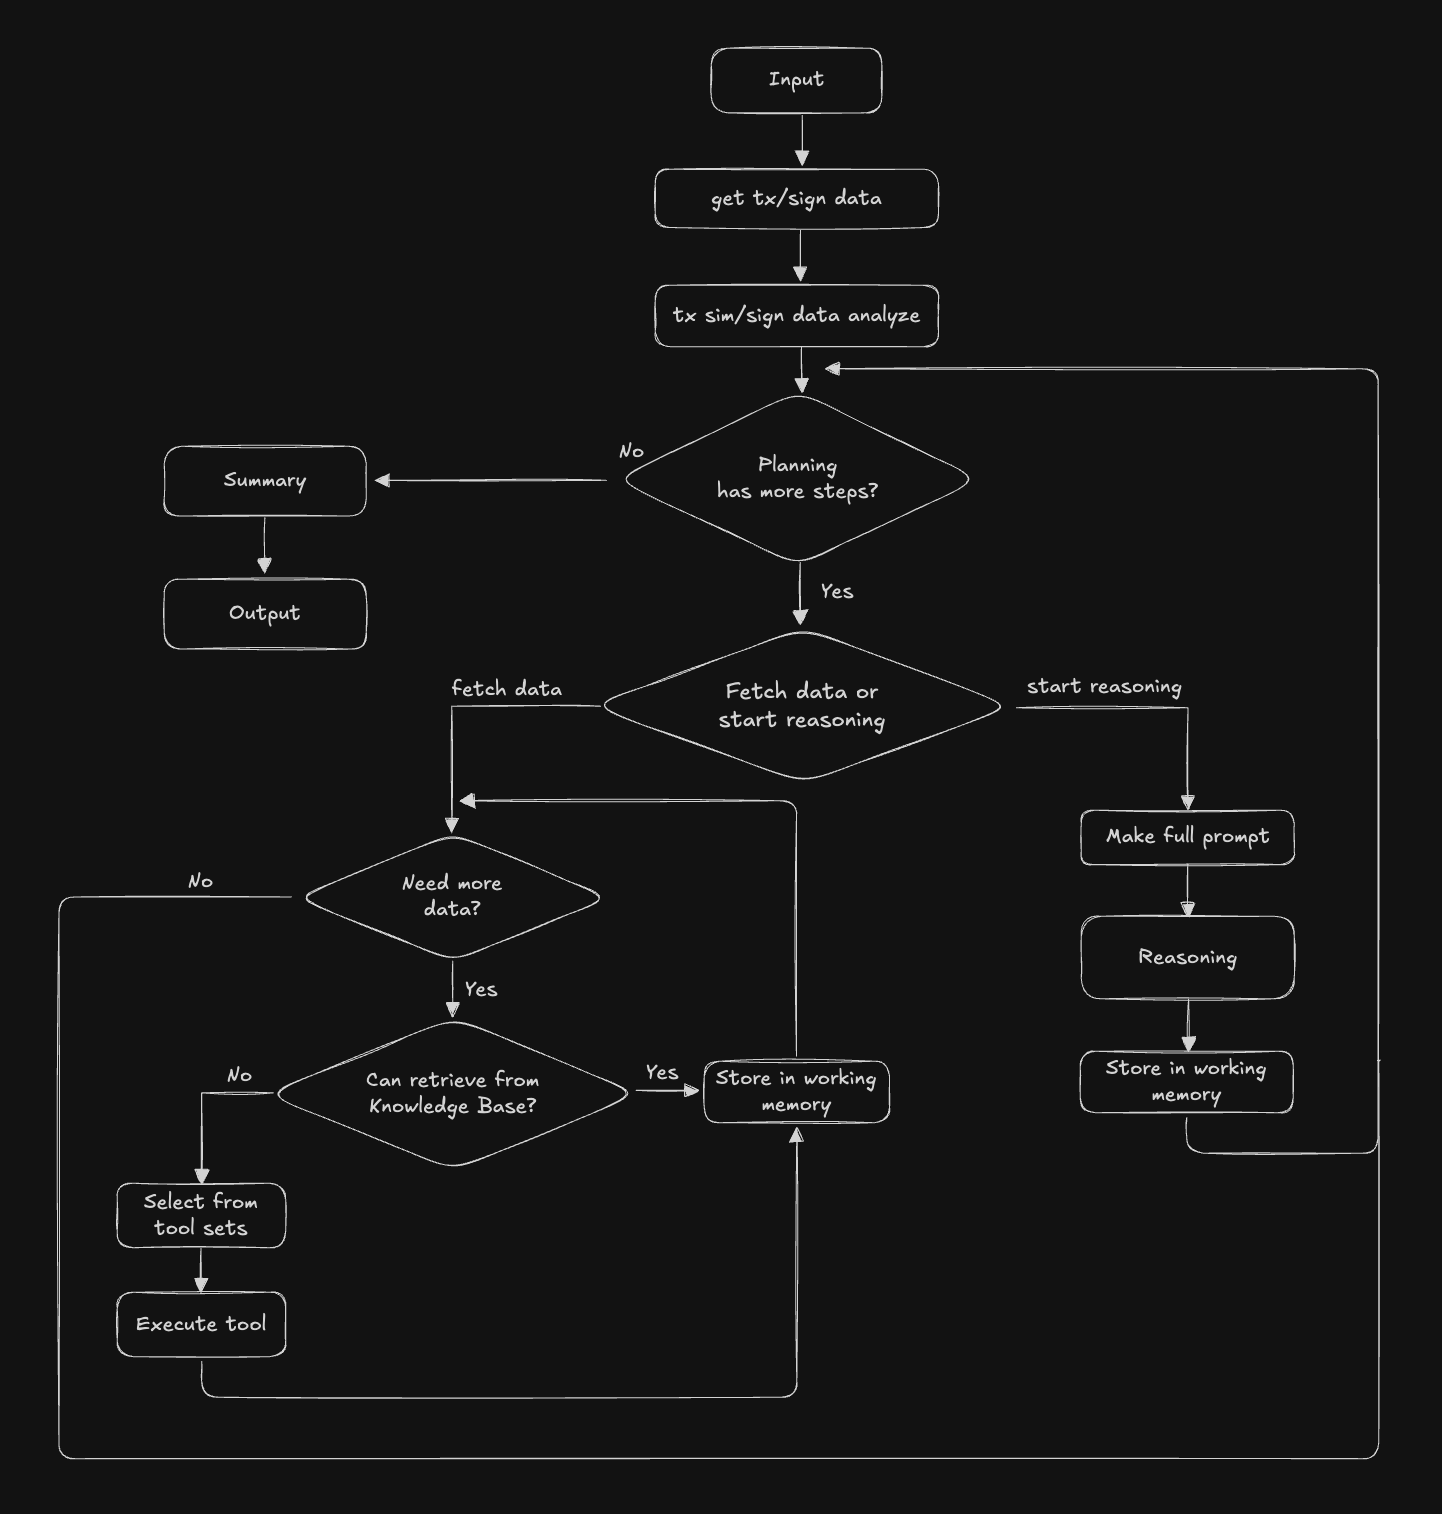 Input
get tx/sign data
tx sim/sign data analyze
No
Planning
has more steps?
Summary
Yes
Output
fetch data
Fetch data or
start reasoning
start reasoning
Make full prompt
No
Need more
data?
Reasoning
Yes
No
Can retrieve from
Knowledge Base?
Yes
Store in working
memory
Store in working
memory
Select from
tool sets
Execute tool